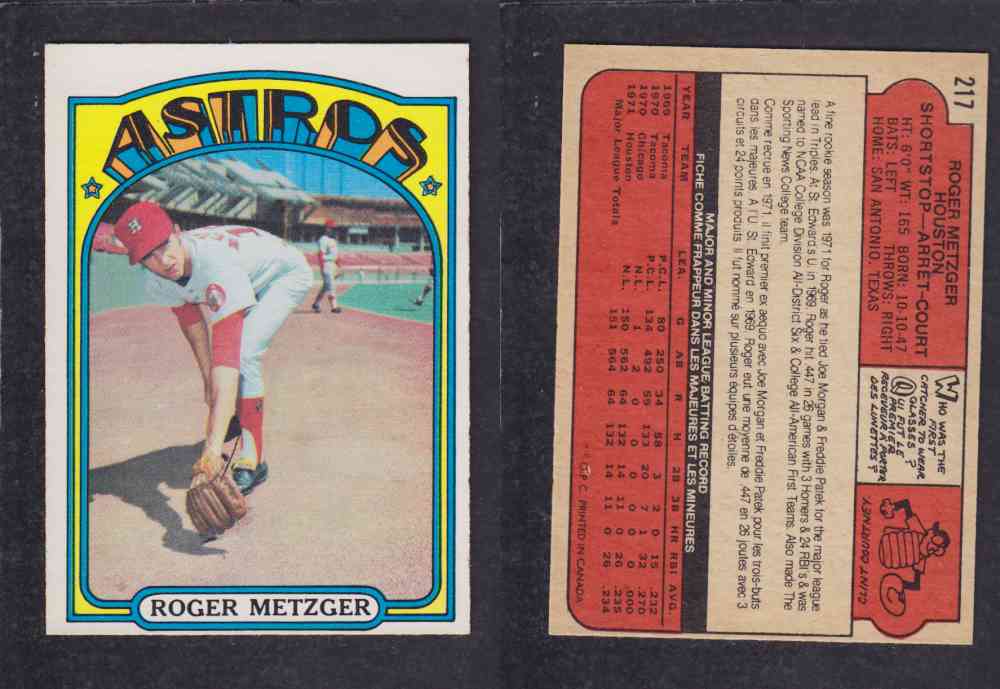 ASTROS
ROGER METZGER
217
ROGER METZGER
HOUSTON
SHORTSTOP—ARRET-COURT
HT: 6'0" WT: 165 BORN: 10-10-47
BATS: LEFT THROWS: RIGHT
HOME: SAN ANTONIO, TEXAS
WHO WAS THE
FIRST
CATCHER TO WEAR
GLASSES?
QUI FUT LE
PREMIER
RECEVEUR À PORTER
DES LUNETTES?
CLINT COURTNEY
A fine rookie season was 1971 for Roger as he tied Joe Morgan & Freddie Patek for the major league
lead in Triples. At St. Edward's U. in 1969, Roger hit .447 in 26 games with 3 Homers & 24 RBI's & was
named to NCAA College Division All-District Six & College All-American First Teams. Also made The
Sporting News College team.
Comme recrue en 1971, il finit premier ex aequo avec Joe Morgan et Freddie Patek pour les trois-buts
dans les majeures. A l'U. St. Edward en 1969, Roger eut une moyenne de .447 en 26 joutes avec 3
circuits et 24 points produits. Il fut nommé sur plusieurs équipes d'étoiles.
MAJOR AND MINOR LEAGUE BATTING RECORD
FICHE COMME FRAPPEUR DANS LES MAJEURES ET LES MINEURES
YEAR TEAM LEA. G AB R H 2B 3B HR RBI AVG.
1969 Tacoma P.C.L. 80 250 34 58 3 2 0 15 .232
1970 Tacoma P.C.L. 134 492 55 133 20 7 1 32 .270
1970 Chicago N.L. 1 2 0 0 0 0 0 0 .000
1971 Houston N.L. 150 562 64 132 14 11 0 26 .235
Major League Totals 151 564 64 132 14 11 0 26 .234
PRINTED IN CANADA